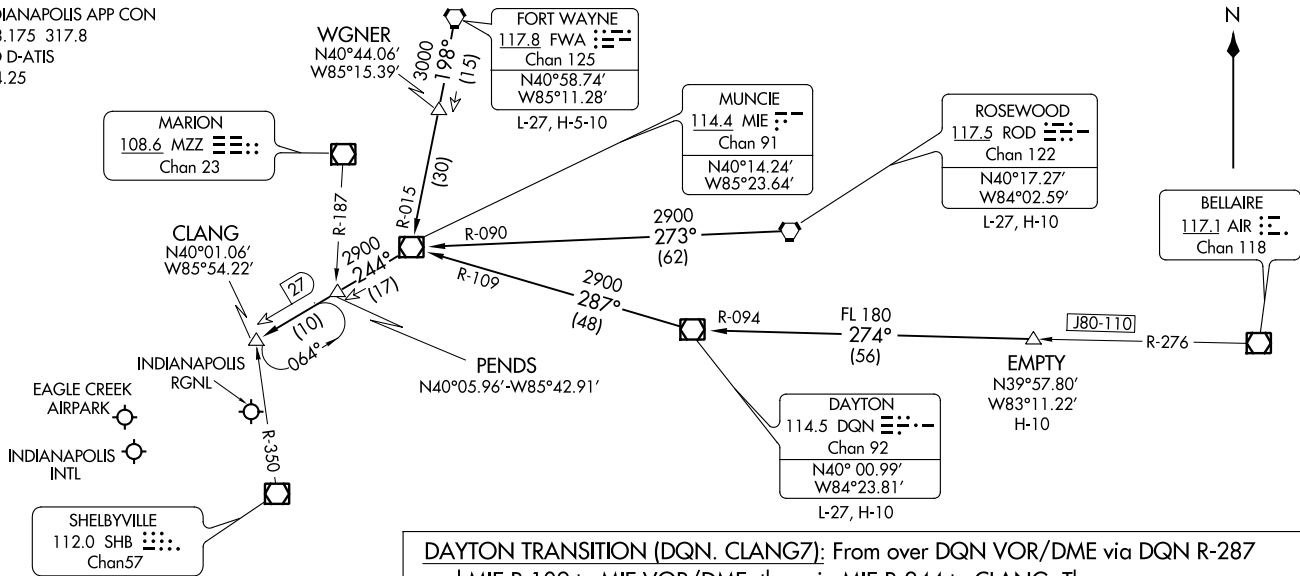 DIANAPOLIS APP CON
.175 317.8
D-ATIS
.25
WGNER
N40°44.06'
W85°15.39'
3000
198°
(15)
FORT WAYNE
117.8 FWA
Chan 125
N40°58.74'
W85°11.28'
L-27, H-5-10
N
MARION
108.6 MZZ
Chan 23
MUNCIE
114.4 MIE
Chan 91
N40°14.24'
W85°23.64'
ROSEWOOD
117.5 ROD
Chan 122
N40°17.27'
W84°02.59'
L-27, H-10
BELLAIRE
117.1 AIR
Chan 118
R-187
R-015
(30)
CLANG
N40°01.06'
W85°54.22'
2900
244°
(17)
R-090
2900
273°
(62)
R-109
2900
287°
(48)
27
(10)
064°
PENDS
N40°05.96'-W85°42.91'
R-094
FL 180
274°
(56)
J80-110
R-276
EMPTY
N39°57.80'
W83°11.22'
H-10
INDIANAPOLIS
RGNL
EAGLE CREEK
AIRPARK
INDIANAPOLIS
INTL
R-350
DAYTON
114.5 DQN
Chan 92
N40° 00.99'
W84°23.81'
L-27, H-10
SHELBYVILLE
112.0 SHB
Chan57
DAYTON TRANSITION (DQN. CLANG7): From over DQN VOR/DME via DQN R-287